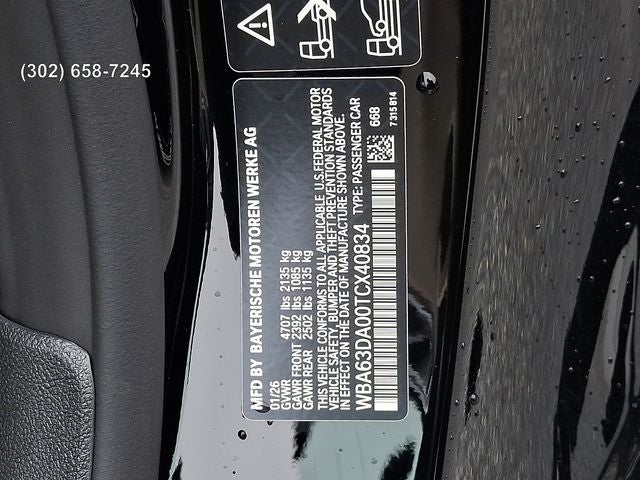 (302) 658-7245
MFD BY BAYERISCHE MOTOREN WERKE AG
01/26
GVWR 4707 lbs 2135 kg
GAWR FRONT 2392 lbs 1085 kg
GAWR REAR 2502 lbs 1135 kg
THIS VEHICLE CONFORMS TO ALL APPLICABLE U.S.FEDERAL MOTOR
VEHICLE SAFETY, BUMPER AND THEFT PREVENTION STANDARDS
IN EFFECT ON THE DATE OF MANUFACTURE SHOWN ABOVE.
WBA63DA00TCX40834 TYPE: PASSENGER CAR
668
7315814